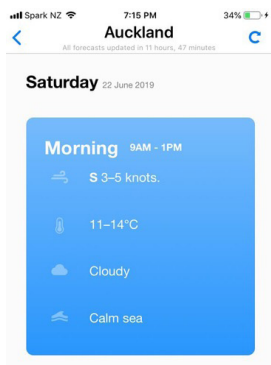 Spark NZ 7:15 PM 34%
Auckland
All forecasts updated in 11 hours, 47 minutes
Saturday 22 June 2019
Morning 9AM - 1PM
S 3–5 knots.
11–14°C
Cloudy
Calm sea